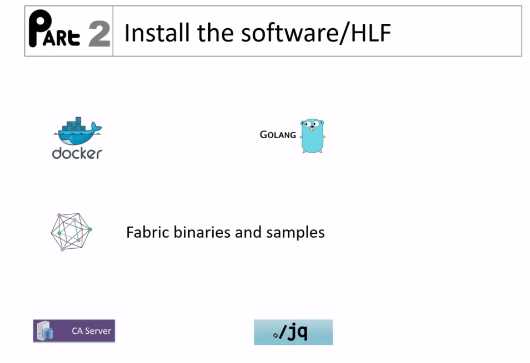 PARt 2 Install the software/HLF
docker
GOLANG
Fabric binaries and samples
CA Server
./jq